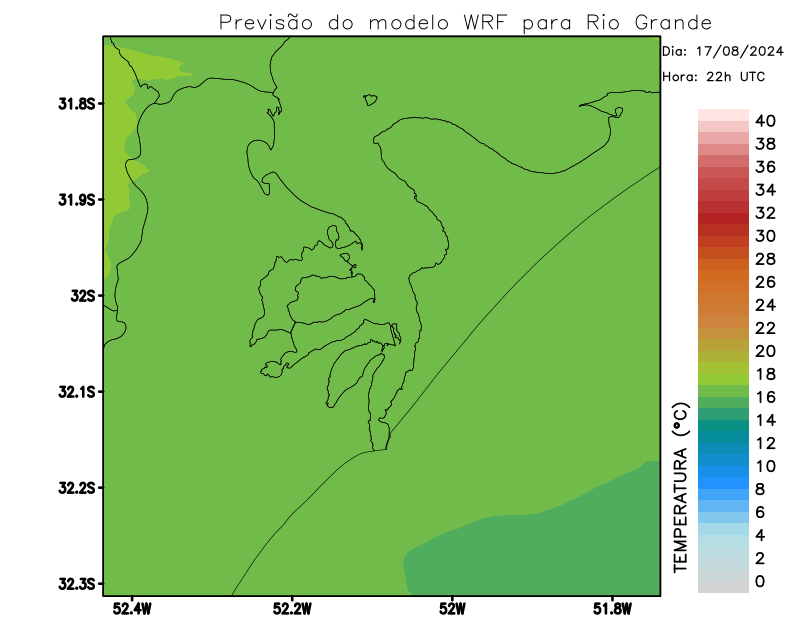 Previsão do modelo WRF para Rio Grande
Dia: 17/08/2024
Hora: 22h UTC
31.8S
31.9S
32S
32.1S
32.2S
32.3S
52.4W
52.2W
52W
51.8W
TEMPERATURA (°C)
40
38
36
34
32
30
28
26
24
22
20
18
16
14
12
10
8
6
4
2
0